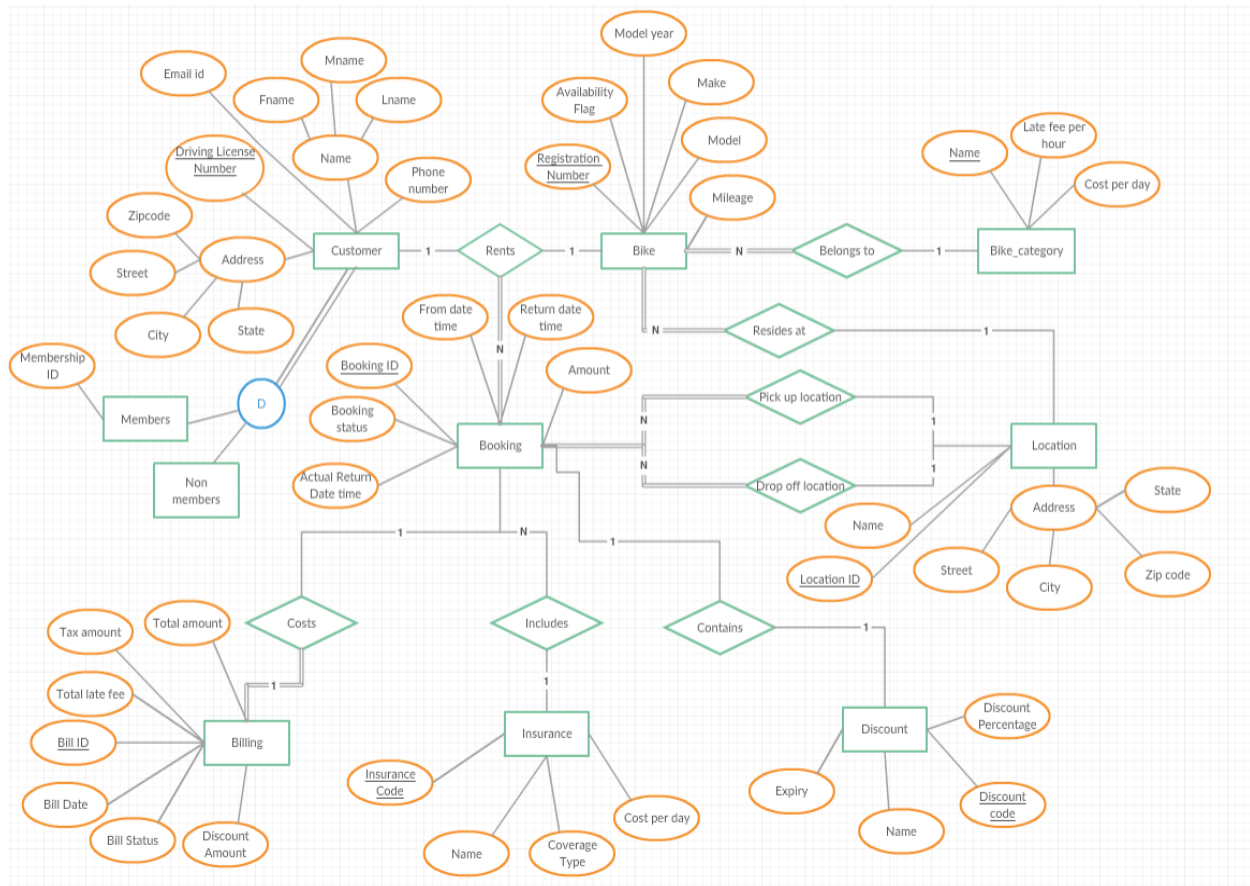 Model year
Mname
Email id
Make
Fname
Lname
Availability
Flag
Late fee per
hour
Model
Name
Driving License
Number
Name
Registration
Number
Phone
number
Cost per day
Mileage
Zipcode
Customer
1
Rents
1
Bike
N
Belongs to
1
Bike_category
Address
Street
From date
time
Return date
time
City
State
N
Resides at
1
N
Membership
ID
Booking ID
Amount
Pick up location
Members
D
Booking
status
N
1
Booking
Location
N
1
Non
members
Actual Return
Date time
Drop off location
State
Address
Name
1
N
1
Street
Location ID
City
Zip code
Total amount
Tax amount
Costs
Includes
Contains
1
Total late fee
1
1
Discount
Percentage
Bill ID
Billing
Insurance
Discount
Insurance
Code
Expiry
Discount
code
Bill Date
Cost per day
Bill Status
Discount
Amount
Name
Coverage
Type
Name